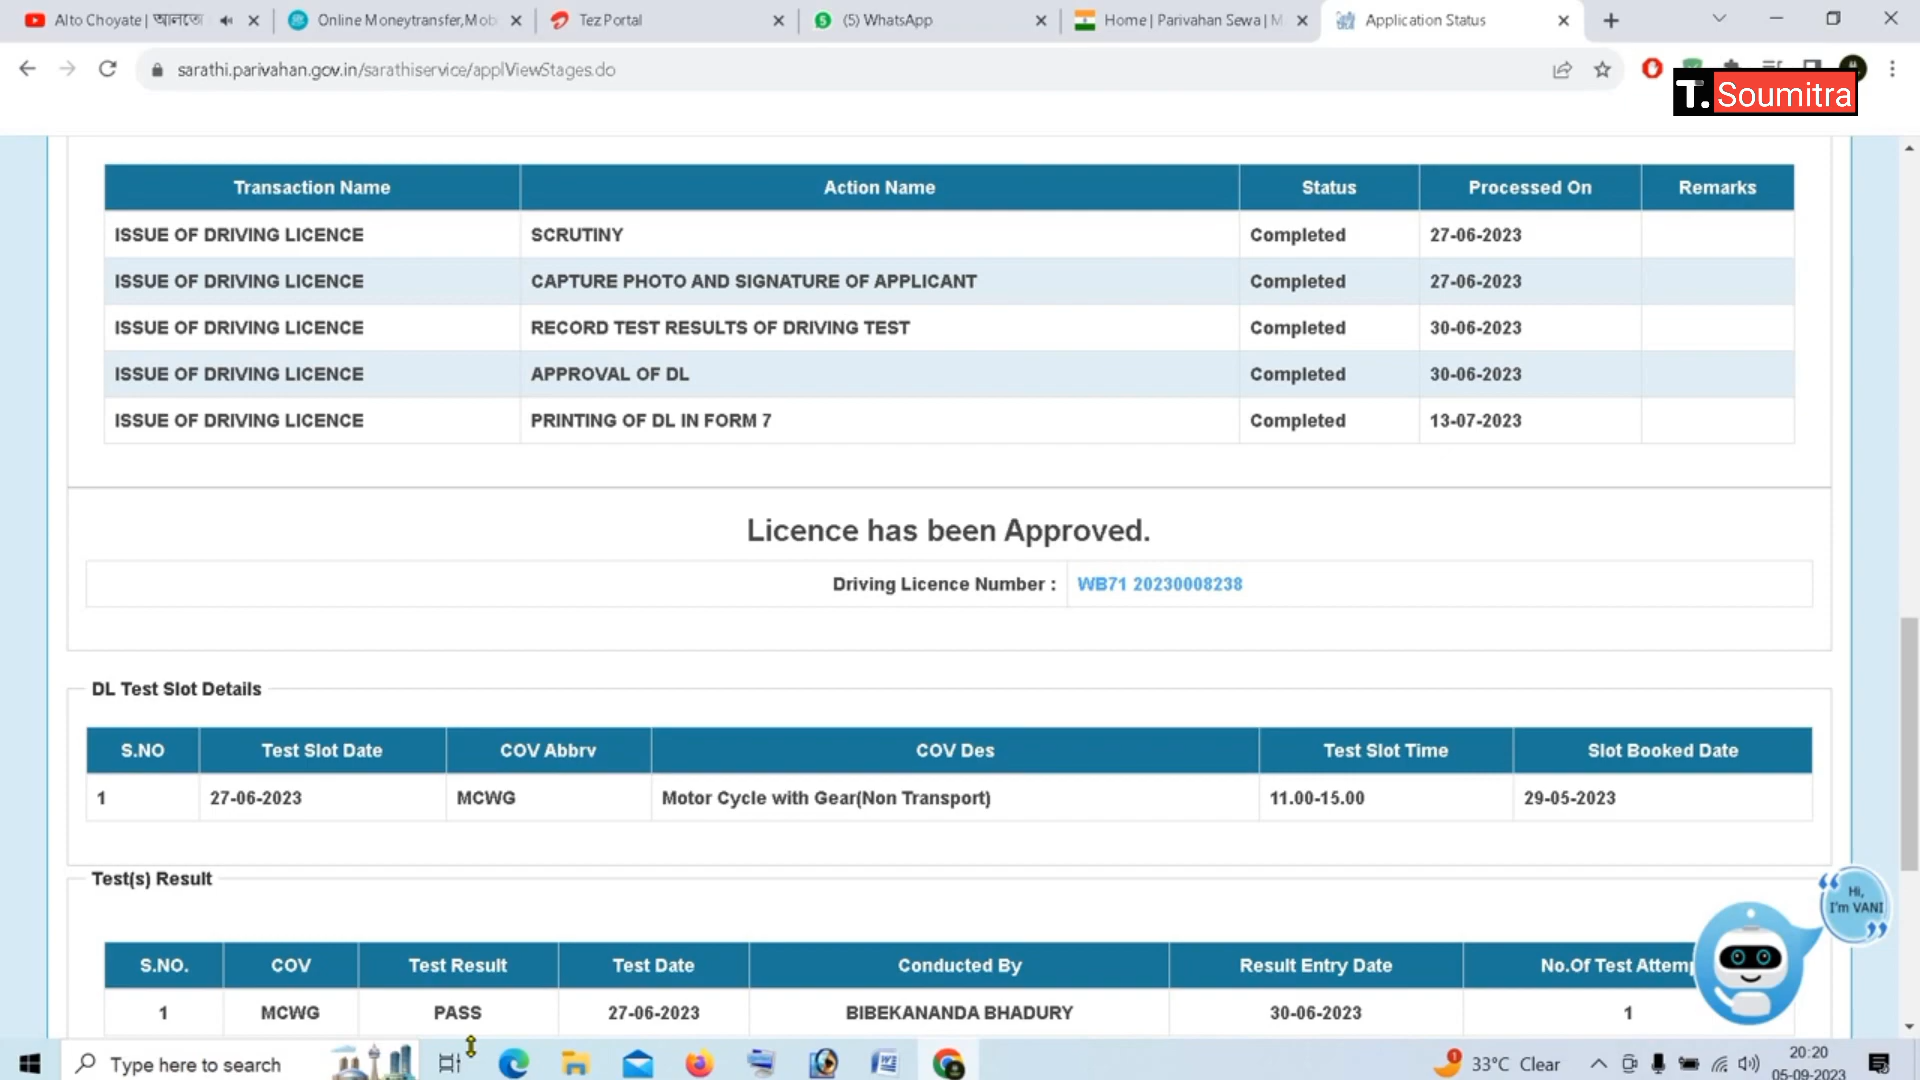 Alto Choyate | আলতো
Online Moneytransfer,Mob
Tez Portal
(5) WhatsApp
Home | Parivahan Sewa | M
Application Status
sarathi.parivahan.gov.in/sarathiservice/applViewStages.do
T. Soumitra
Transaction Name Action Name Status Processed On Remarks
ISSUE OF DRIVING LICENCE SCRUTINY Completed 27-06-2023
ISSUE OF DRIVING LICENCE CAPTURE PHOTO AND SIGNATURE OF APPLICANT Completed 27-06-2023
ISSUE OF DRIVING LICENCE RECORD TEST RESULTS OF DRIVING TEST Completed 30-06-2023
ISSUE OF DRIVING LICENCE APPROVAL OF DL Completed 30-06-2023
ISSUE OF DRIVING LICENCE PRINTING OF DL IN FORM 7 Completed 13-07-2023
Licence has been Approved.
Driving Licence Number : WB71 20230008238
DL Test Slot Details
S.NO Test Slot Date COV Abbrv COV Des Test Slot Time Slot Booked Date
1 27-06-2023 MCWG Motor Cycle with Gear(Non Transport) 11.00-15.00 29-05-2023
Test(s) Result
Hi,
I'm VANI
S.NO. COV Test Result Test Date Conducted By Result Entry Date No.Of Test Attemp
1 MCWG PASS 27-06-2023 BIBEKANANDA BHADURY 30-06-2023 1
Type here to search
1
33°C Clear
20:20
05-09-2023